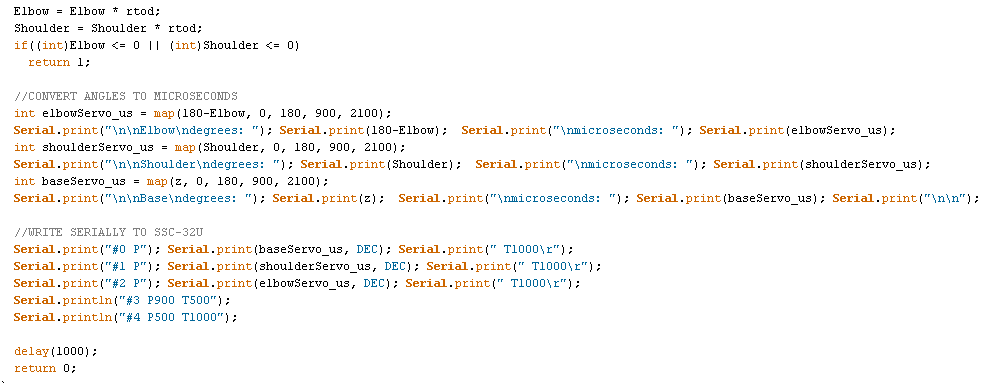 Elbow = Elbow * rtod;
Shoulder = Shoulder * rtod;
if((int)Elbow <= 0 || (int)Shoulder <= 0)
  return 1;

//CONVERT ANGLES TO MICROSECONDS
int elbowServo_us = map(180-Elbow, 0, 180, 900, 2100);
Serial.print("\n\nElbow\ndegrees: "); Serial.print(180-Elbow);  Serial.print("\nmicroseconds: "); Serial.print(elbowServo_us);
int shoulderServo_us = map(Shoulder, 0, 180, 900, 2100);
Serial.print("\n\nShoulder\ndegrees: "); Serial.print(Shoulder);  Serial.print("\nmicroseconds: "); Serial.print(shoulderServo_us);
int baseServo_us = map(z, 0, 180, 900, 2100);
Serial.print("\n\nBase\ndegrees: "); Serial.print(z);  Serial.print("\nmicroseconds: "); Serial.print(baseServo_us); Serial.print("\n\n");

//WRITE SERIALLY TO SSC-32U
Serial.print("#0 P"); Serial.print(baseServo_us, DEC); Serial.print(" T1000\r");
Serial.print("#1 P"); Serial.print(shoulderServo_us, DEC); Serial.print(" T1000\r");
Serial.print("#2 P"); Serial.print(elbowServo_us, DEC); Serial.print(" T1000\r");
Serial.println("#3 P900 T500");
Serial.println("#4 P500 T1000");

delay(1000);
return 0;